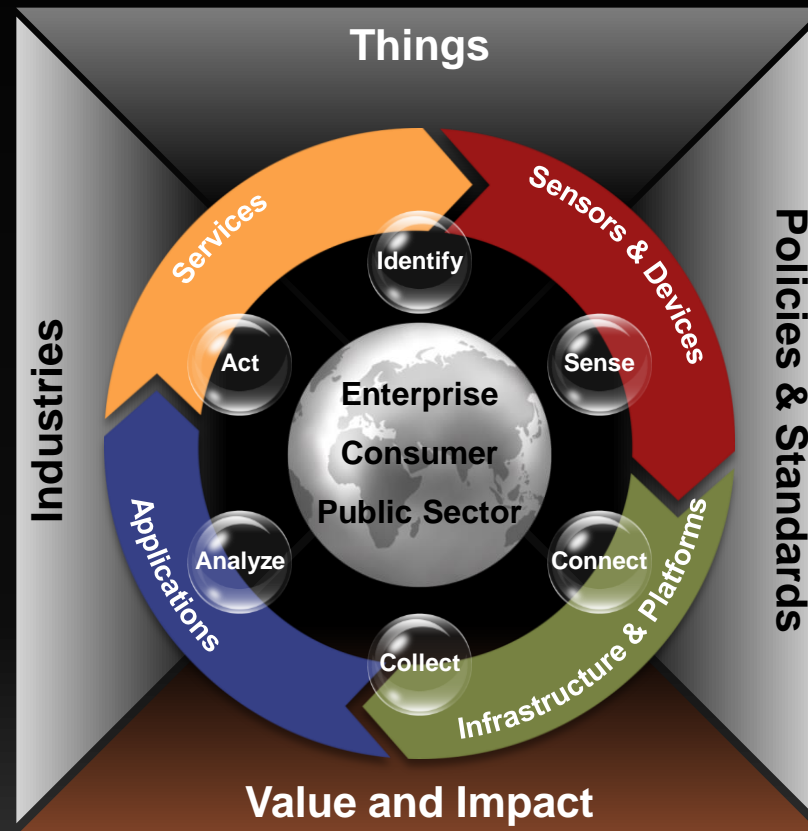 Things
Services
Sensors & Devices
Identify
Act
Sense
Industries
Policies & Standards
Enterprise
Consumer
Public Sector
Analyze
Connect
Applications
Infrastructure & Platforms
Collect
Value and Impact